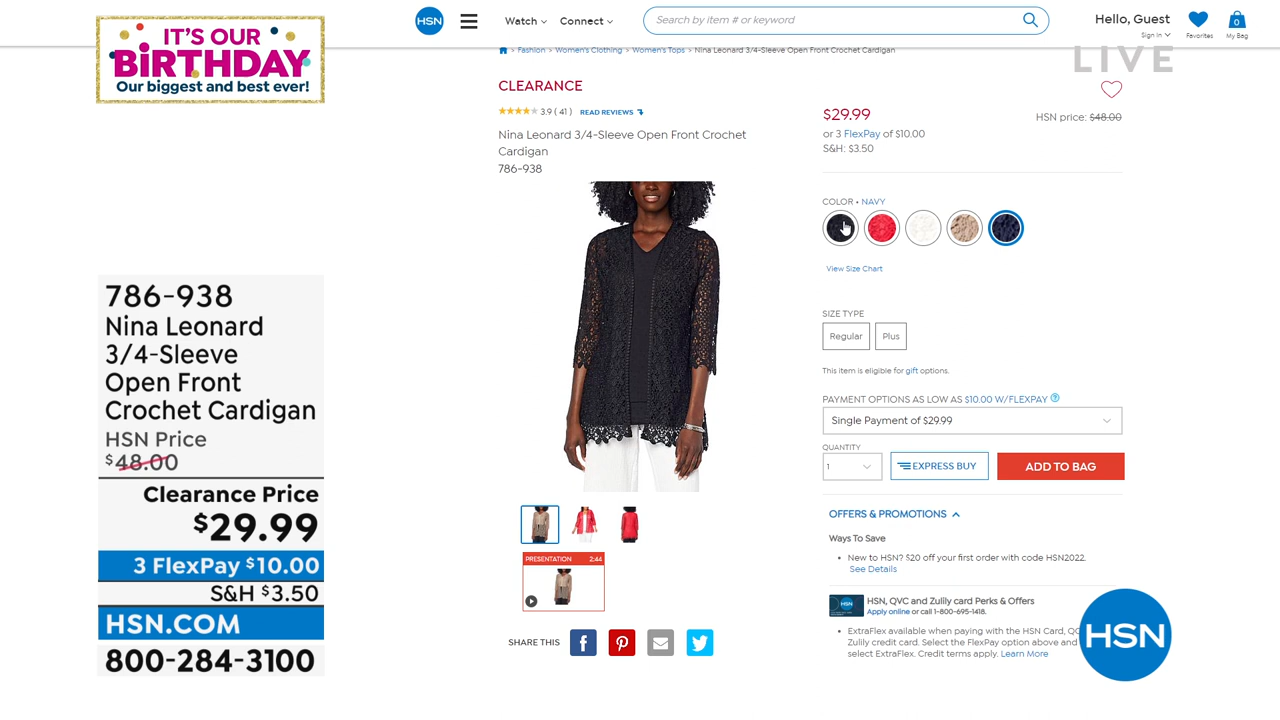 IT'S OUR
BIRTHDAY
Our biggest and best ever!
786-938
Nina Leonard
3/4-Sleeve
Open Front
Crochet Cardigan
HSN Price
$48.00
Clearance Price
$29.99
3 FlexPay $10.00
S&H $3.50
HSN.COM
800-284-3100
HSN
Watch
Connect
Search by item # or keyword
Hello, Guest
Sign In
Favorites
0
My Bag
LIVE
> Fashion > Women's Clothing > Women's Tops > Nina Leonard 3/4-Sleeve Open Front Crochet Cardigan
CLEARANCE
3.9 ( 41 ) READ REVIEWS
Nina Leonard 3/4-Sleeve Open Front Crochet
Cardigan
786-938
PRESENTATION 2:44
SHARE THIS
$29.99
HSN price: $48.00
or 3 FlexPay of $10.00
S&H: $3.50
COLOR • NAVY
View Size Chart
SIZE TYPE
Regular
Plus
This item is eligible for gift options.
PAYMENT OPTIONS AS LOW AS $10.00 W/FLEXPAY ?
Single Payment of $29.99
QUANTITY
1
EXPRESS BUY
ADD TO BAG
OFFERS & PROMOTIONS
Ways To Save
• New to HSN? $20 off your first order with code HSN2022.
See Details
HSN
HSN, QVC and Zulily card Perks & Offers
Apply online or call 1-800-695-1418.
• ExtraFlex available when paying with the HSN Card, QC
Zulily credit card. Select the FlexPay option above and
select ExtraFlex. Credit terms apply. Learn More
HSN